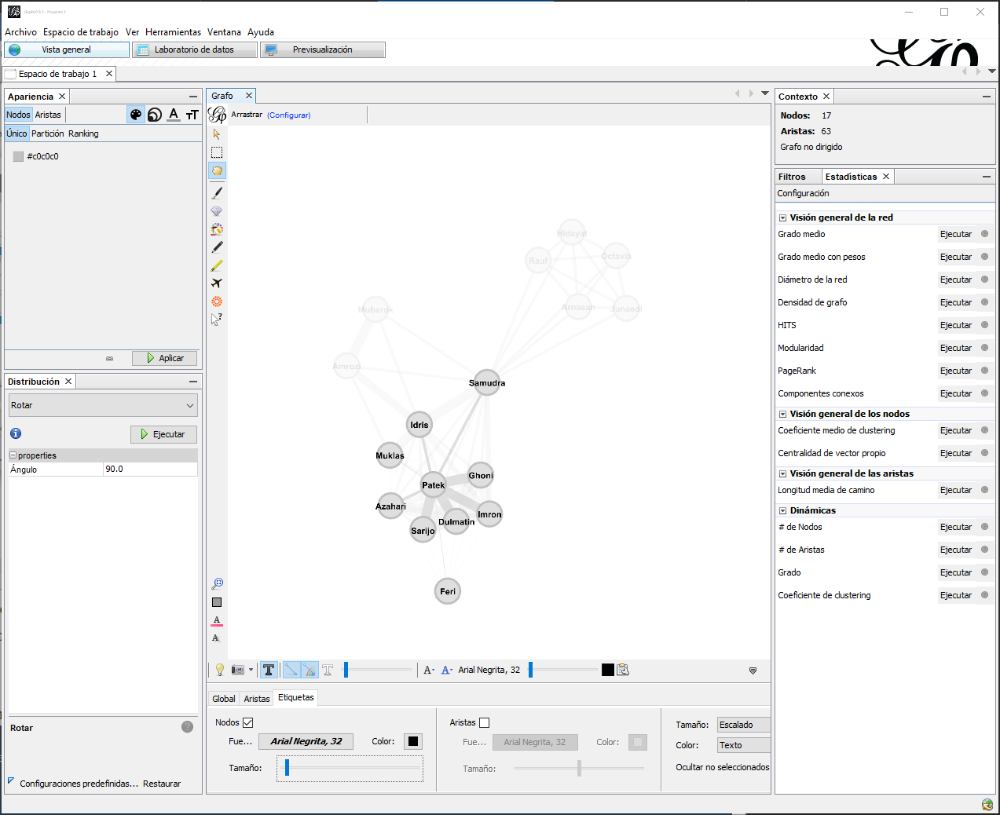 Gephi 0.9.2 - Proyecto 1
Archivo Espacio de trabajo Ver Herramientas Ventana Ayuda
Vista general Laboratorio de datos Previsualización
Espacio de trabajo 1
Apariencia
Nodos Aristas
Único Partición Ranking
#c0c0c0
Aplicar
Distribución
Rotar
Ejecutar
properties
Ángulo 90.0
Rotar
Configuraciones predefinidas... Restaurar
Grafo
Arrastrar (Configurar)
Hidayat
Rauf
Octavia
Arnasan
Junaedi
Mubarok
Amrozi
Samudra
Idris
Muklas
Ghoni
Patek
Azahari
Imron
Dulmatin
Sarijo
Feri
Arial Negrita, 32
Global Aristas Etiquetas
Nodos
Fue... Arial Negrita, 32 Color:
Tamaño:
Aristas
Fue... Arial Negrita, 32 Color:
Tamaño:
Tamaño: Escalado
Color: Texto
Ocultar no seleccionados
Contexto
Nodos: 17
Aristas: 63
Grafo no dirigido
Filtros Estadísticas
Configuración
Visión general de la red
Grado medio Ejecutar
Grado medio con pesos Ejecutar
Diámetro de la red Ejecutar
Densidad de grafo Ejecutar
HITS Ejecutar
Modularidad Ejecutar
PageRank Ejecutar
Componentes conexos Ejecutar
Visión general de los nodos
Coeficiente medio de clustering Ejecutar
Centralidad de vector propio Ejecutar
Visión general de las aristas
Longitud media de camino Ejecutar
Dinámicas
# de Nodos Ejecutar
# de Aristas Ejecutar
Grado Ejecutar
Coeficiente de clustering Ejecutar